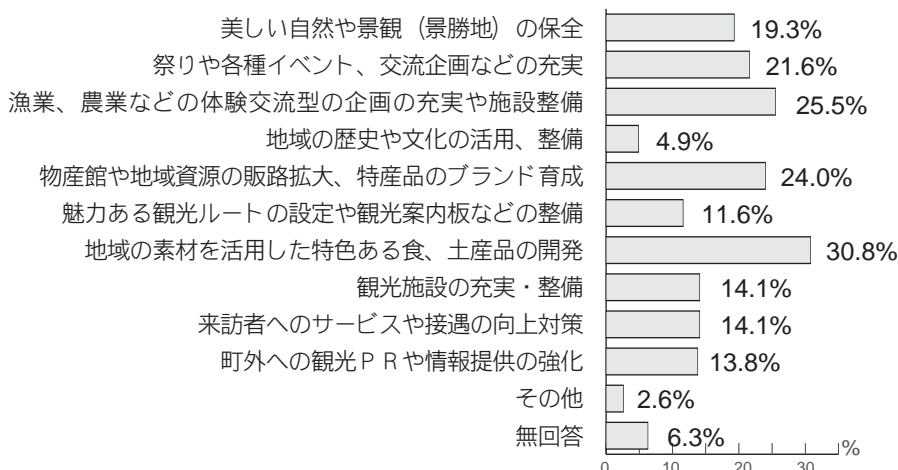 美しい自然や景観（景勝地）の保全 19.3%
祭りや各種イベント、交流企画などの充実 21.6%
漁業、農業などの体験交流型の企画の充実や施設整備 25.5%
地域の歴史や文化の活用、整備 4.9%
物産館や地域資源の販路拡大、特産品のブランド育成 24.0%
魅力ある観光ルートの設定や観光案内板などの整備 11.6%
地域の素材を活用した特色ある食、土産品の開発 30.8%
観光施設の充実・整備 14.1%
来訪者へのサービスや接遇の向上対策 14.1%
町外への観光ＰＲや情報提供の強化 13.8%
その他 2.6%
無回答 6.3%
%
0 10 20 30